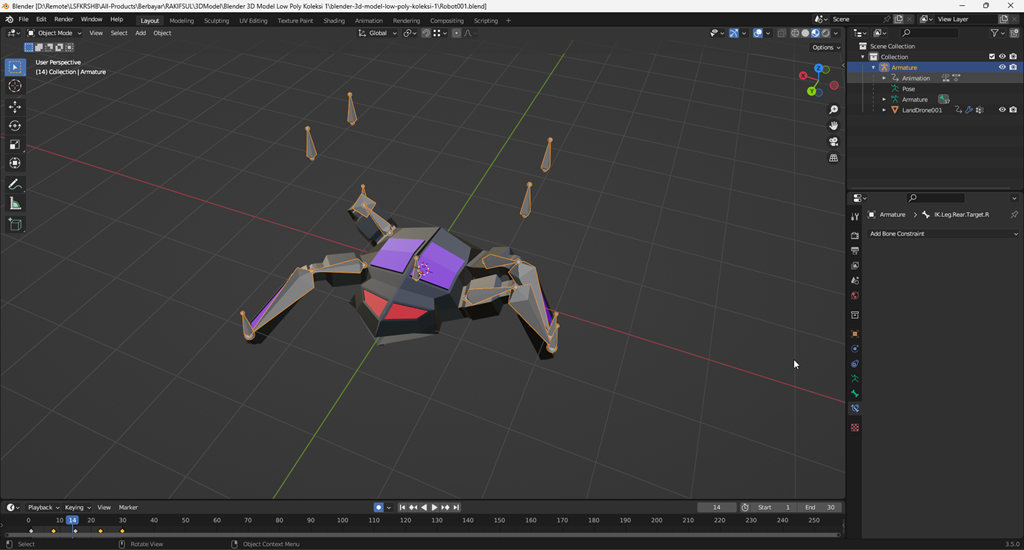 Blender [D:\Remote\LSFKRSHB\All-Products\Berbayar\RAKIFSUL\3DModel\Blender 3D Model Low Poly Koleksi 1\blender-3d-model-low-poly-koleksi-1\Robot001.blend]
File Edit Render Window Help Layout Modeling Sculpting UV Editing Texture Paint Shading Animation Rendering Compositing Geometry Nodes Scripting + Scene View Layer
Object Mode View Select Add Object Global
Options
User Perspective
(14) Collection | Armature
X Y Z
Scene Collection
Collection
Armature
Animation
Pose
Armature
LandDrone001
Armature > IK.Leg.Rear.Target.R
Add Bone Constraint
Playback Keying View Marker 14 Start 1 End 30
0 10 14 20 30 40 50 60 70 80 90 100 110 120 130 140 150 160 170 180 190 200 210 220 230 240 250
Select Rotate View Object Context Menu 3.5.0